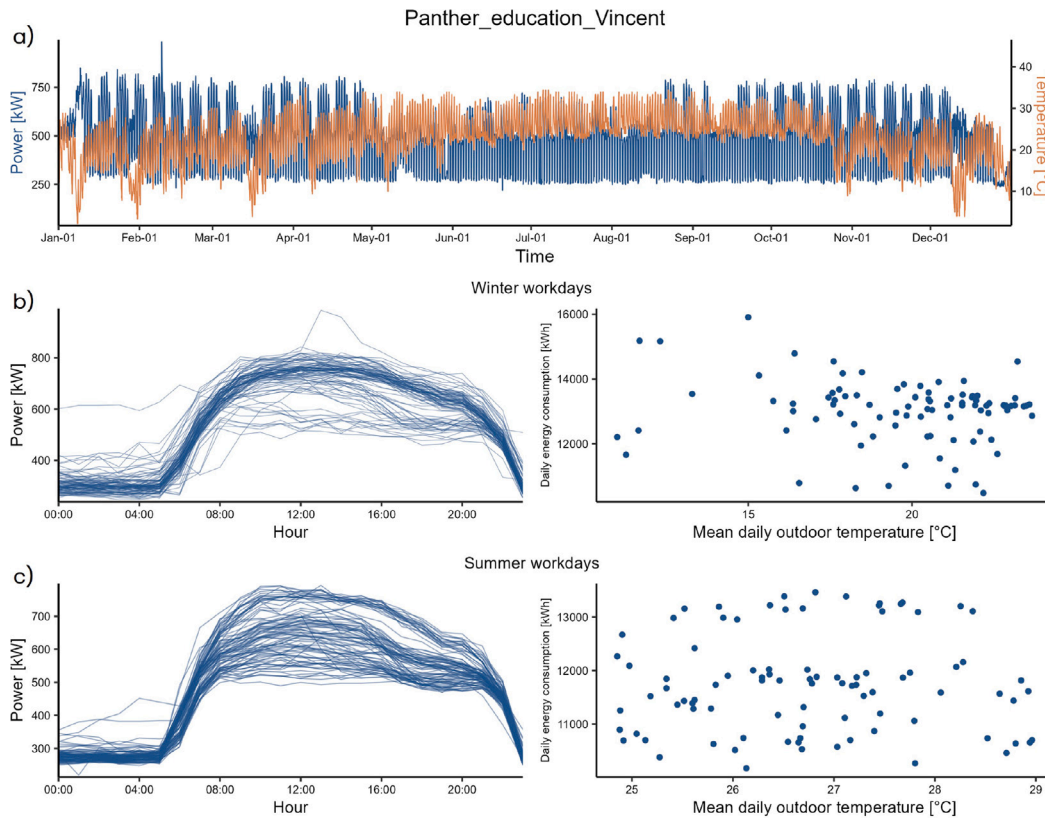 Panther_education_Vincent
a)
Power [kW]
750
500
250
40
30
20
10
Temperature [°C]
Jan-01 Feb-01 Mar-01 Apr-01 May-01 Jun-01 Jul-01 Aug-01 Sep-01 Oct-01 Nov-01 Dec-01
Time
b)
Winter workdays
Power [kW]
800
600
400
00:00 04:00 08:00 12:00 16:00 20:00
Hour
Daily energy consumption [kWh]
16000
14000
12000
15 20
Mean daily outdoor temperature [°C]
c)
Summer workdays
Power [kW]
700
600
500
400
300
00:00 04:00 08:00 12:00 16:00 20:00
Hour
Daily energy consumption [kWh]
13000
12000
11000
25 26 27 28 29
Mean daily outdoor temperature [°C]